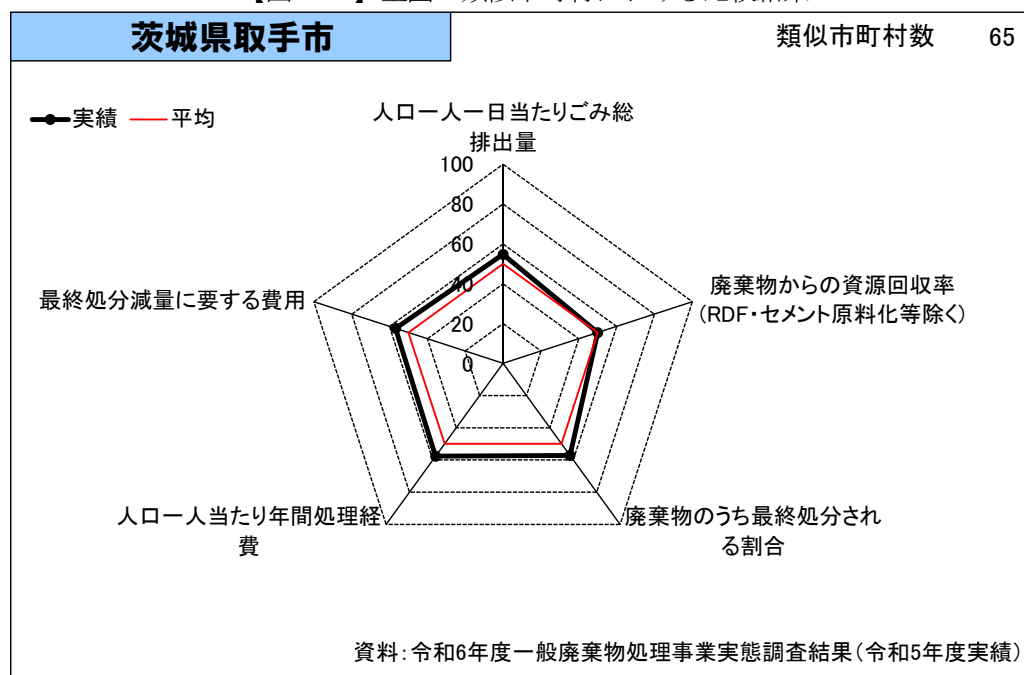 茨城県取手市
類似市町村数 65
実績 平均
人口一人一日当たりごみ総
排出量
100
80
60
40
20
0
廃棄物からの資源回収率
(RDF・セメント原料化等除く)
最終処分減量に要する費用
人口一人当たり年間処理経
費
廃棄物のうち最終処分され
る割合
資料：令和6年度一般廃棄物処理事業実態調査結果(令和5年度実績)